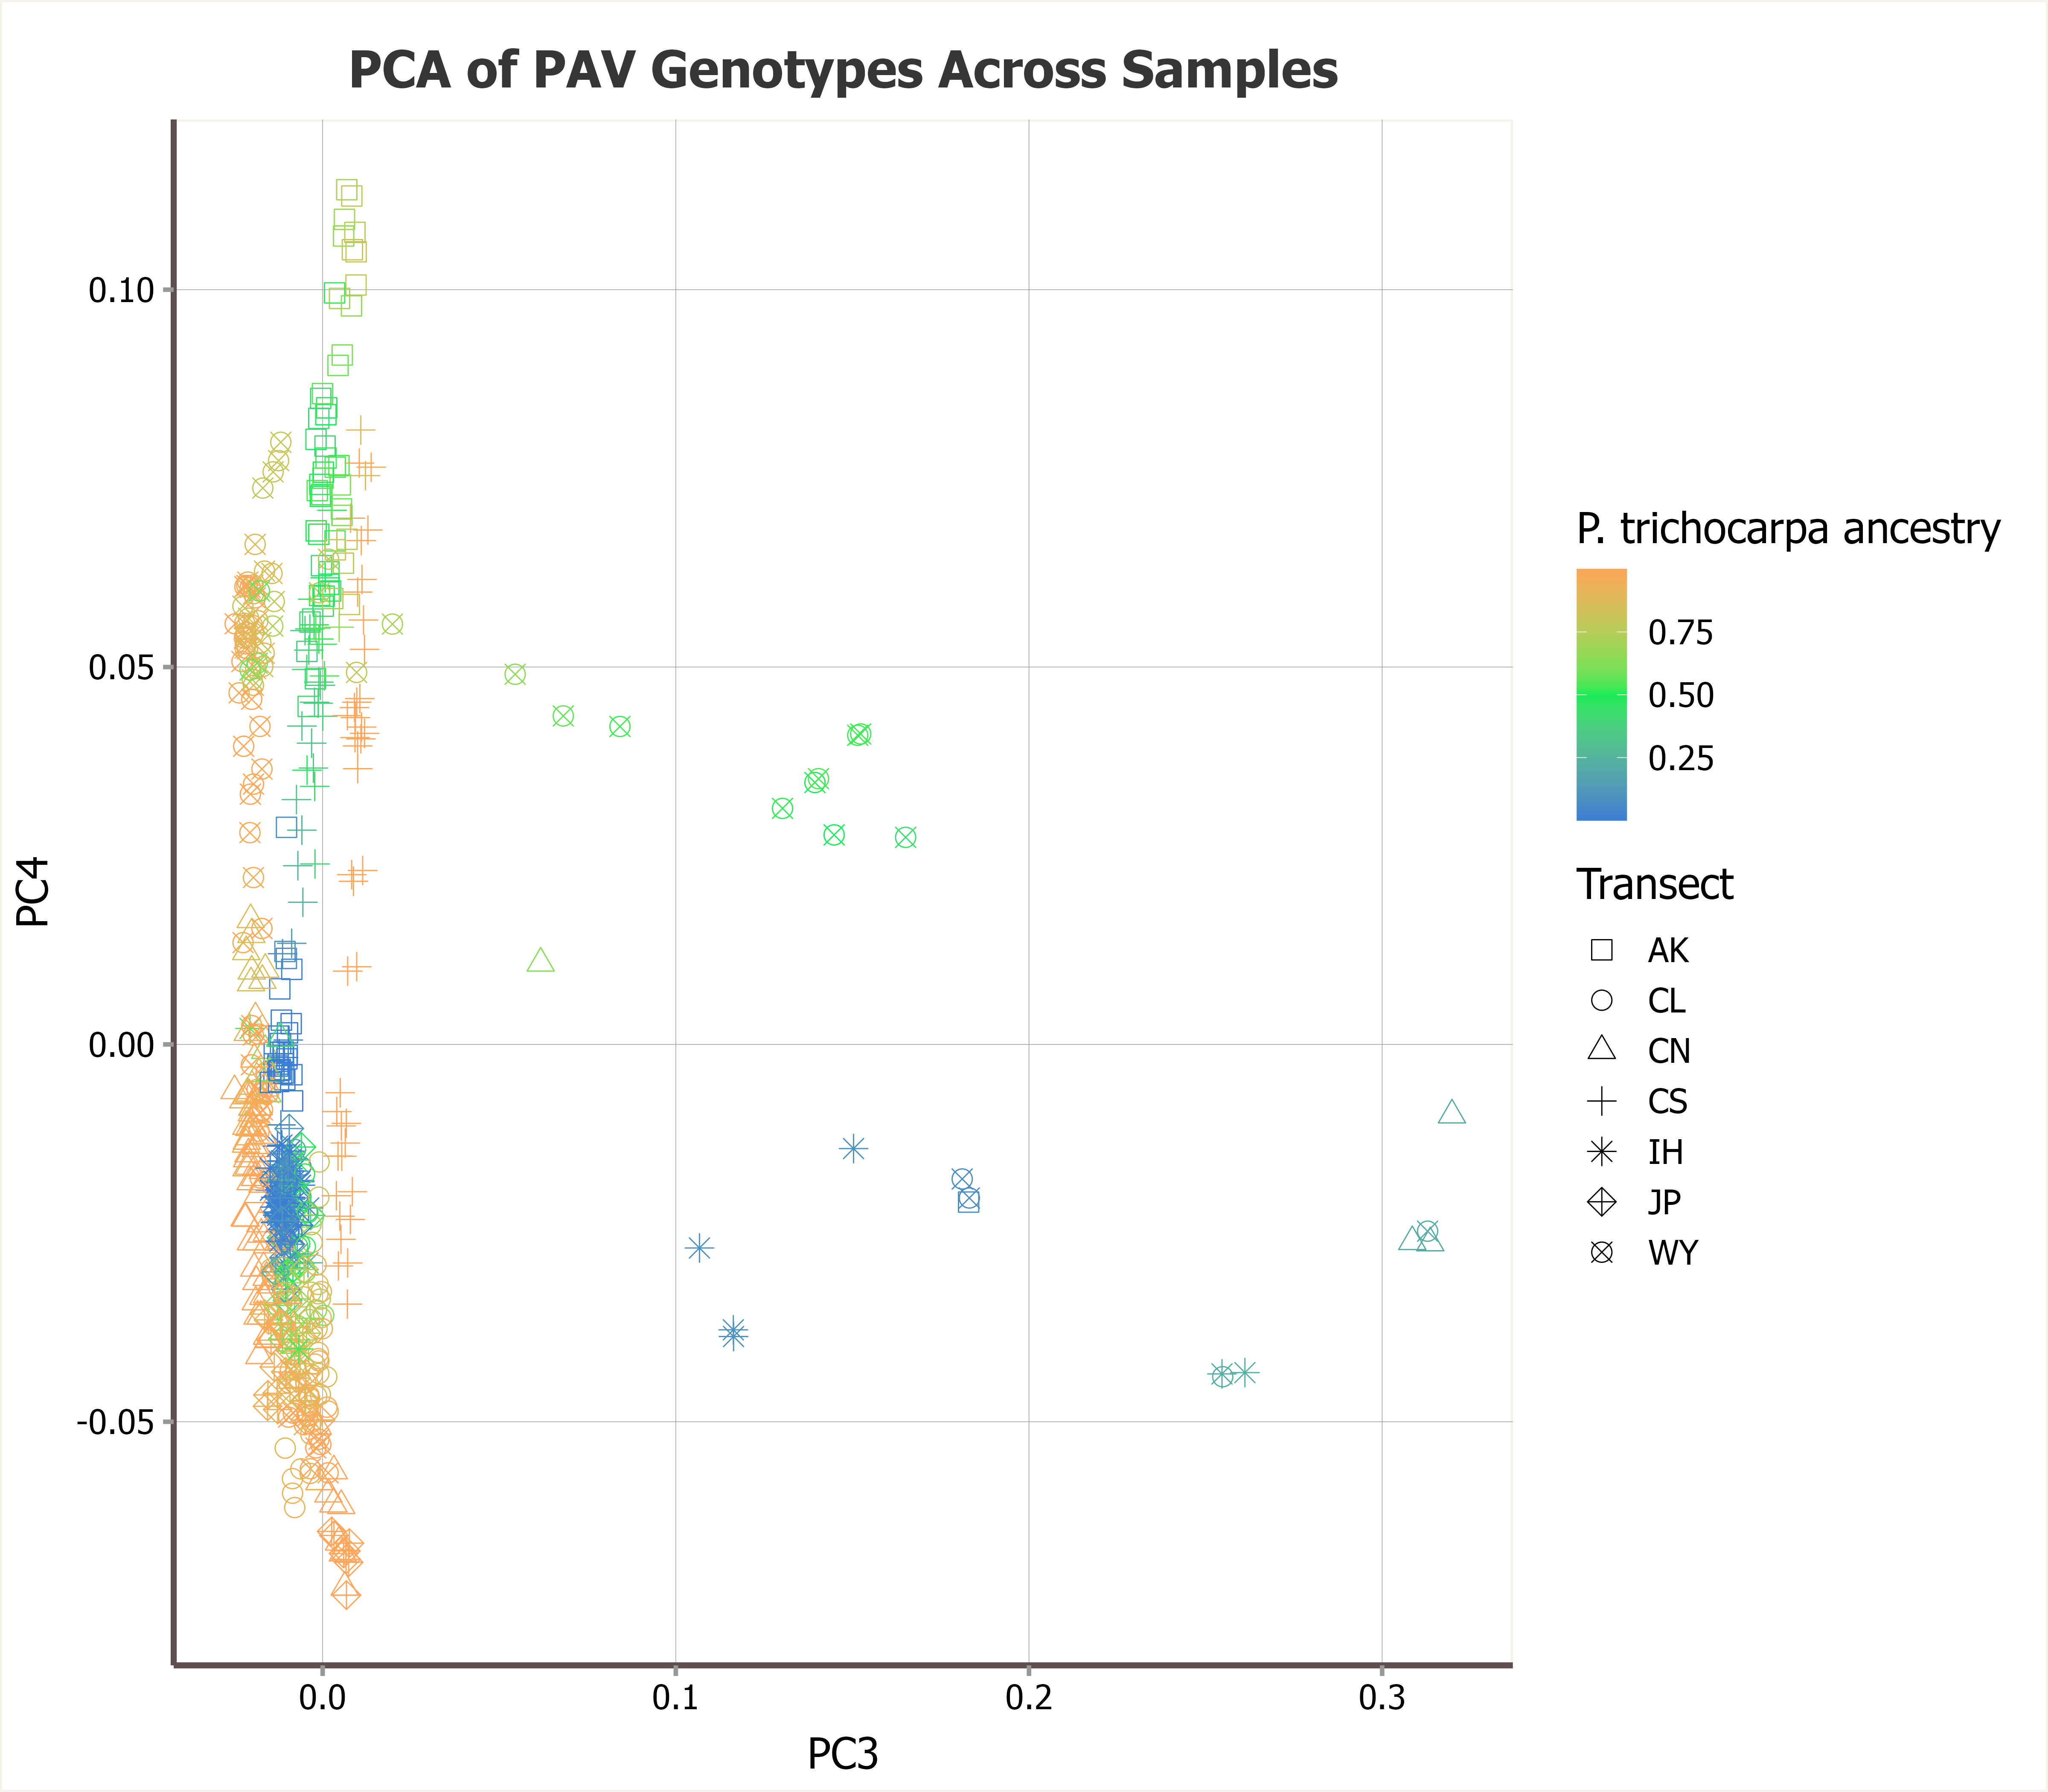 PCA of PAV Genotypes Across Samples
0.10
0.05
0.00
-0.05
PC4
0.0
0.1
0.2
0.3
PC3
P. trichocarpa ancestry
0.75
0.50
0.25
Transect
AK
CL
CN
CS
IH
JP
WY